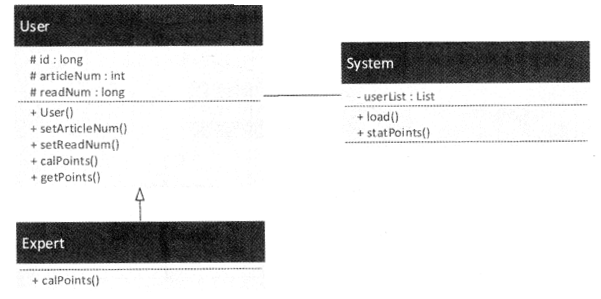 User
# id : long
# articleNum : int
# readNum : long
+ User()
+ setArticleNum()
+ setReadNum()
+ calPoints()
+ getPoints()
System
- userList : List
+ load()
+ statPoints()
Expert
+ calPoints()